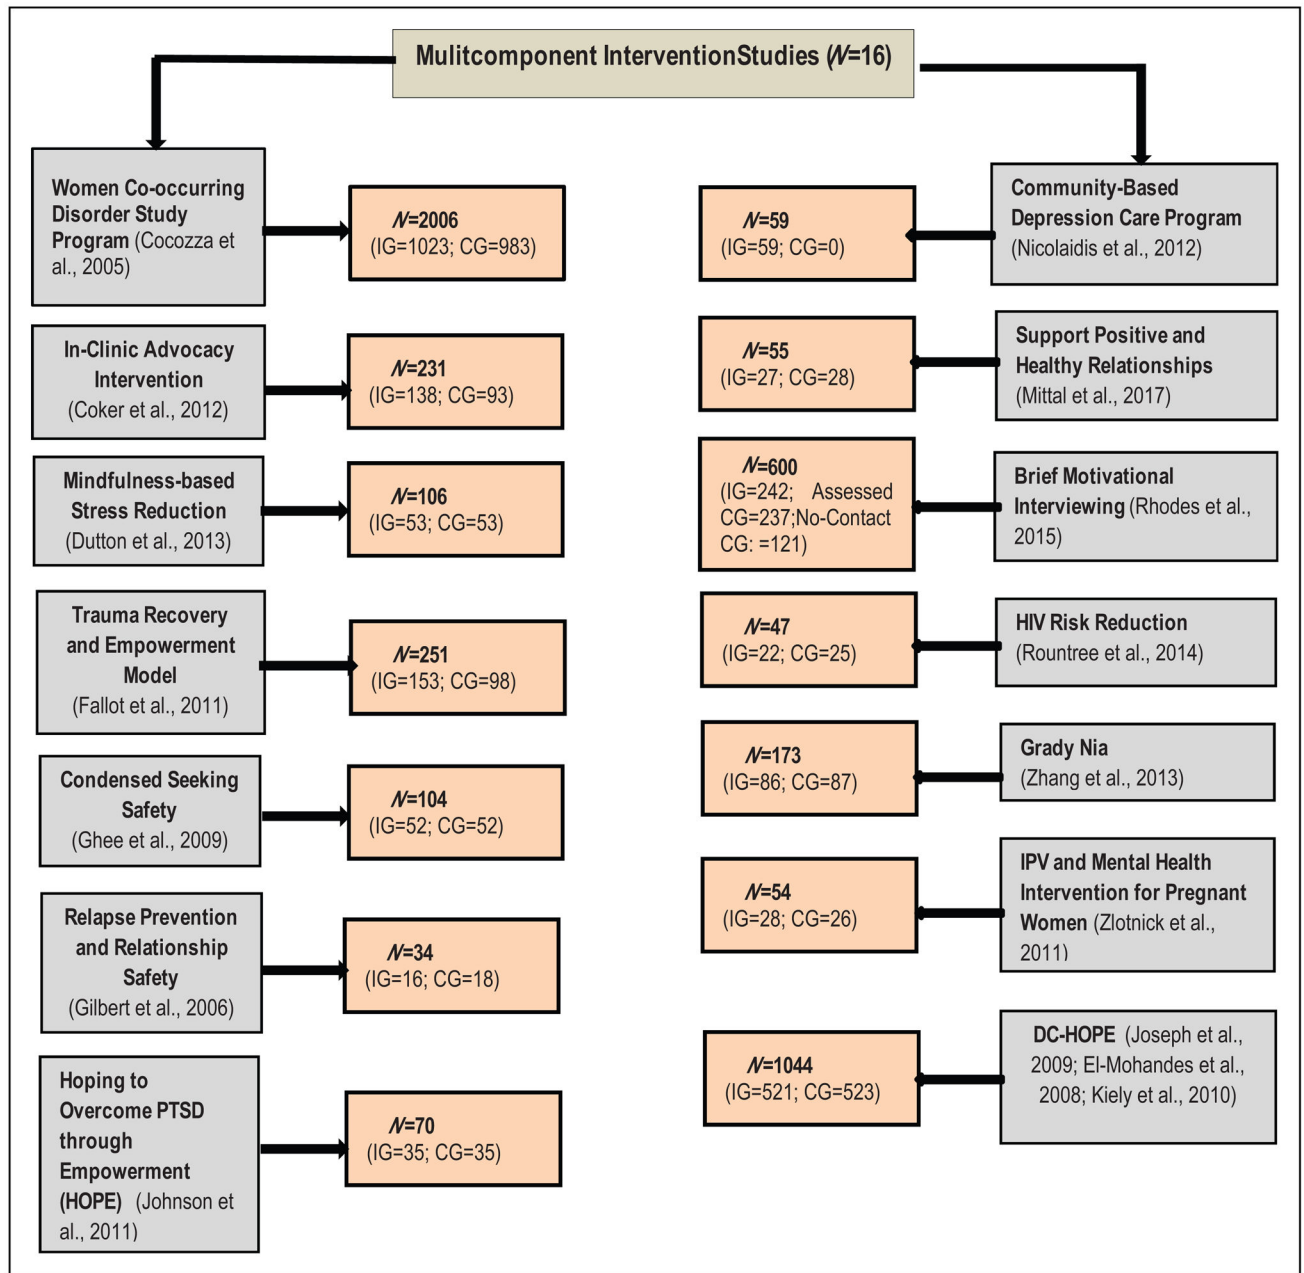 Mulitcomponent InterventionStudies (N=16)
Women Co-occurring
Disorder Study
Program (Cocozza et
al., 2005)
N=2006
(IG=1023; CG=983)
In-Clinic Advocacy
Intervention
(Coker et al., 2012)
N=231
(IG=138; CG=93)
Mindfulness-based
Stress Reduction
(Dutton et al., 2013)
N=106
(IG=53; CG=53)
Trauma Recovery
and Empowerment
Model
(Fallot et al., 2011)
N=251
(IG=153; CG=98)
Condensed Seeking
Safety
(Ghee et al., 2009)
N=104
(IG=52; CG=52)
Relapse Prevention
and Relationship
Safety
(Gilbert et al., 2006)
N=34
(IG=16; CG=18)
Hoping to
Overcome PTSD
through
Empowerment
(HOPE) (Johnson et
al., 2011)
N=70
(IG=35; CG=35)
Community-Based
Depression Care Program
(Nicolaidis et al., 2012)
N=59
(IG=59; CG=0)
Support Positive and
Healthy Relationships
(Mittal et al., 2017)
N=55
(IG=27; CG=28)
Brief Motivational
Interviewing (Rhodes et al.,
2015)
N=600
(IG=242; Assessed
CG=237;No-Contact
CG: =121)
HIV Risk Reduction
(Rountree et al., 2014)
N=47
(IG=22; CG=25)
Grady Nia
(Zhang et al., 2013)
N=173
(IG=86; CG=87)
IPV and Mental Health
Intervention for Pregnant
Women (Zlotnick et al.,
2011)
N=54
(IG=28; CG=26)
DC-HOPE (Joseph et al.,
2009; El-Mohandes et al.,
2008; Kiely et al., 2010)
N=1044
(IG=521; CG=523)